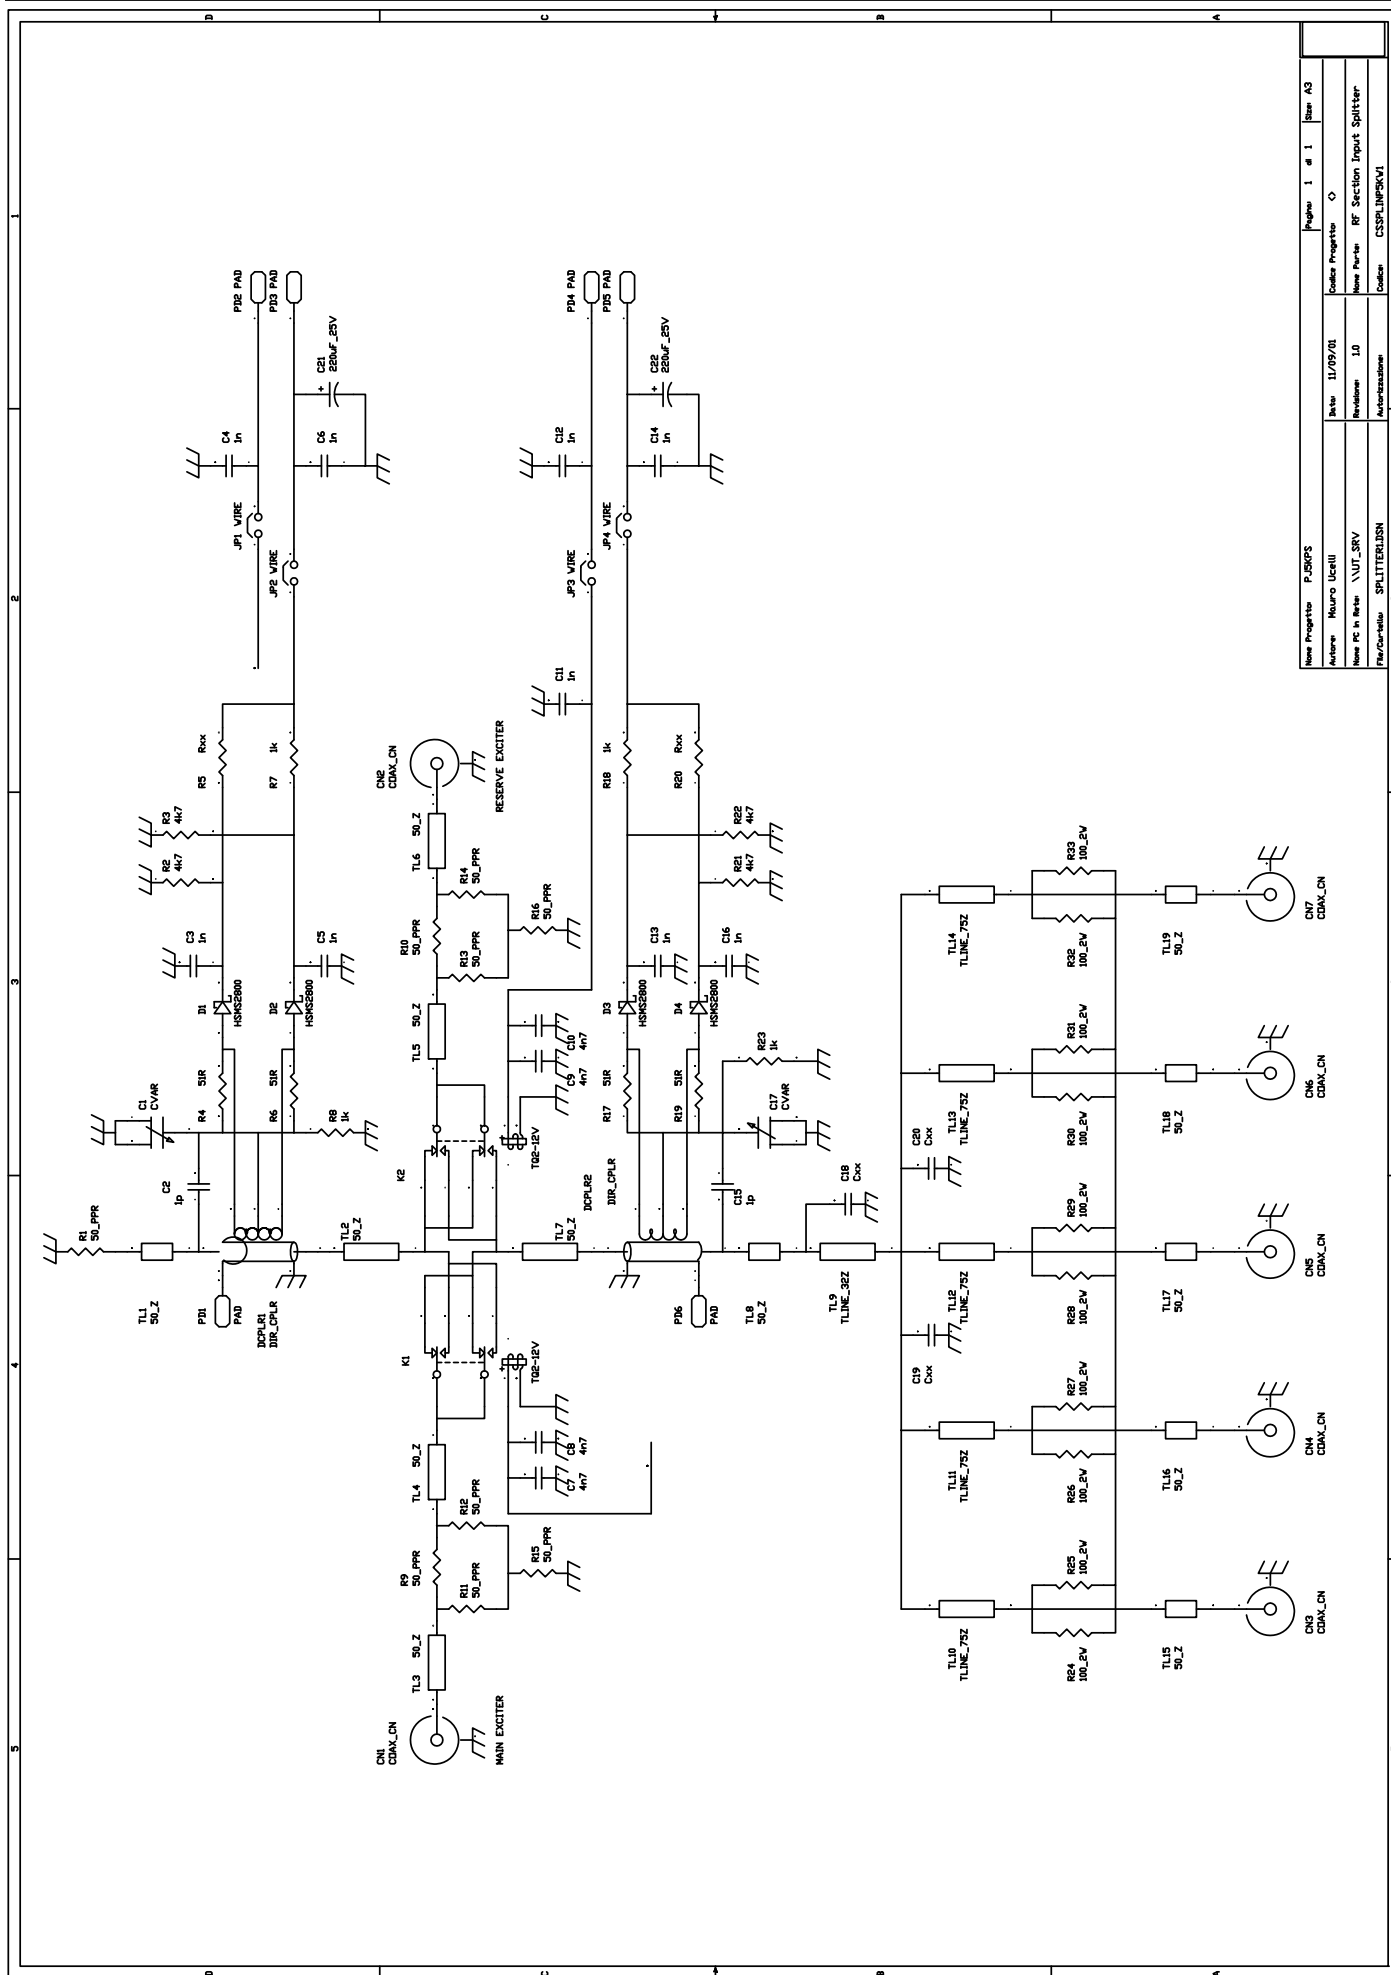 5
4
3
2
1
D
C
B
A
D
C
B
A
R1
50_PPR
TL1
50_Z
PD1
PAD
DCPLR1
DIR_CPLR
C2
1p
C1
CVAR
R4
51R
R6
51R
R8
1k
D1
HSMS2800
D2
HSMS2800
C3
1n
C5
1n
R2
4k7
R3
4k7
R5
Rxx
R7
1k
JP1 WIRE
JP2 WIRE
C4
1n
C6
1n
C21
220uF_25V
PD2 PAD
PD3 PAD
TL2
50_Z
CN1
COAX_CN
MAIN EXCITER
TL3
50_Z
R9
50_PPR
R11
50_PPR
R12
50_PPR
R15
50_PPR
TL4
50_Z
C7
4n7
C8
4n7
K1
TQ2-12V
K2
TQ2-12V
C9
4n7
C10
4n7
TL5
50_Z
R10
50_PPR
R13
50_PPR
R14
50_PPR
R16
50_PPR
TL6
50_Z
CN2
COAX_CN
RESERVE EXCITER
TL7
50_Z
DCPLR2
DIR_CPLR
PD6
PAD
C15
1p
C17
CVAR
R17
51R
R19
51R
R23
1k
D3
HSMS2800
D4
HSMS2800
C13
1n
C16
1n
R21
4k7
R22
4k7
R18
1k
R20
Rxx
C11
1n
JP3 WIRE
JP4 WIRE
C12
1n
C14
1n
C22
220uF_25V
PD4 PAD
PD5 PAD
TL8
50_Z
C18
Cxx
TL9
TLINE_32Z
C19
Cxx
C20
Cxx
TL10
TLINE_75Z
TL11
TLINE_75Z
TL12
TLINE_75Z
TL13
TLINE_75Z
TL14
TLINE_75Z
R24
100_2W
R25
100_2W
R26
100_2W
R27
100_2W
R28
100_2W
R29
100_2W
R30
100_2W
R31
100_2W
R32
100_2W
R33
100_2W
TL15
50_Z
TL16
50_Z
TL17
50_Z
TL18
50_Z
TL19
50_Z
CN3
COAX_CN
CN4
COAX_CN
CN5
COAX_CN
CN6
COAX_CN
CN7
COAX_CN
Nome Progetto: PJ5KPS
Pagina: 1 di 1 Size: A3
Autore: Mauro Ucelli
Data: 11/09/01
Codice Progetto: <>
Nome PC in Rete: \\UT_SRV
Revisione: 1.0
Nome Parte: RF Section Input Splitter
File/Cartella: SPLITTER1.DSN
Autorizzazione:
Codice: CSSPLINP5KV1